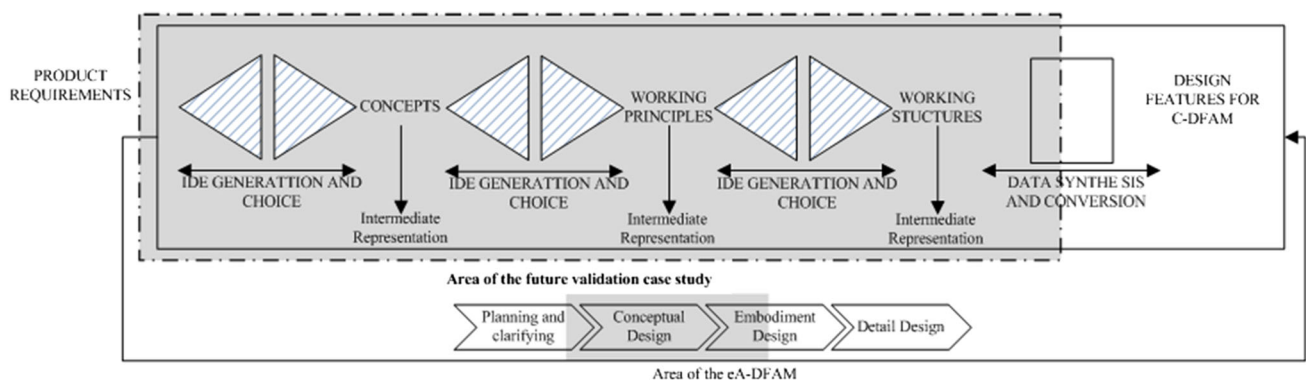 PRODUCT
REQUIREMENTS
CONCEPTS
WORKING
PRINCIPLES
WORKING
STUCTURES
DESIGN
FEATURES FOR
C-DFAM
IDE GENERATTION AND
CHOICE
IDE GENERATTION AND
CHOICE
IDE GENERATTION AND
CHOICE
DATA SYNTHE SIS
AND CONVERSION
Intermediate
Representation
Intermediate
Representation
Intermediate
Representation
Area of the future validation case study
Planning and
clarifying
Conceptual
Design
Embodiment
Design
Detail Design
Area of the eA-DFAM